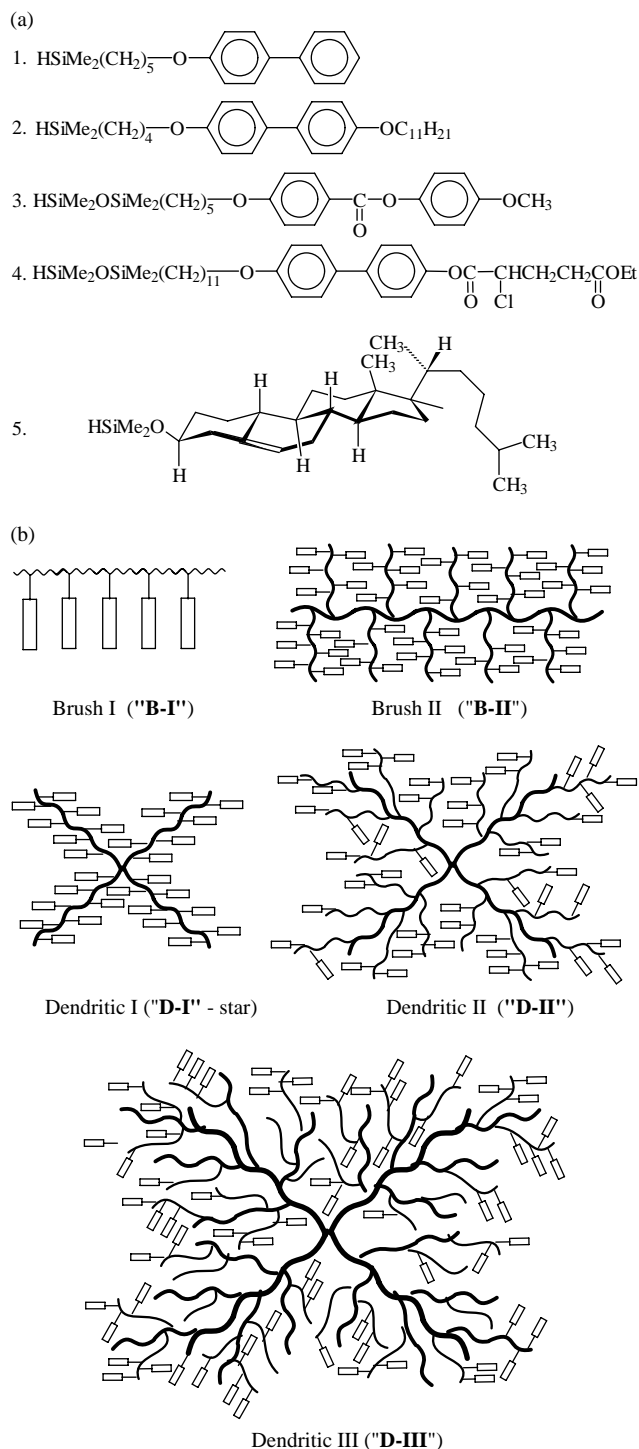 (a)
1. HSiMe2(CH2)5—O
2. HSiMe2(CH2)4—O OC11H21
3. HSiMe2OSiMe2(CH2)5—O C—O OCH3
O
4. HSiMe2OSiMe2(CH2)11—O OC—CHCH2CH2COEt
O Cl O
CH3 H
CH3
H H
5. HSiMe2O
CH3
H H H
CH3
(b)
Brush I ("B-I") Brush II ("B-II")
Dendritic I ("D-I" - star) Dendritic II ("D-II")
Dendritic III ("D-III")